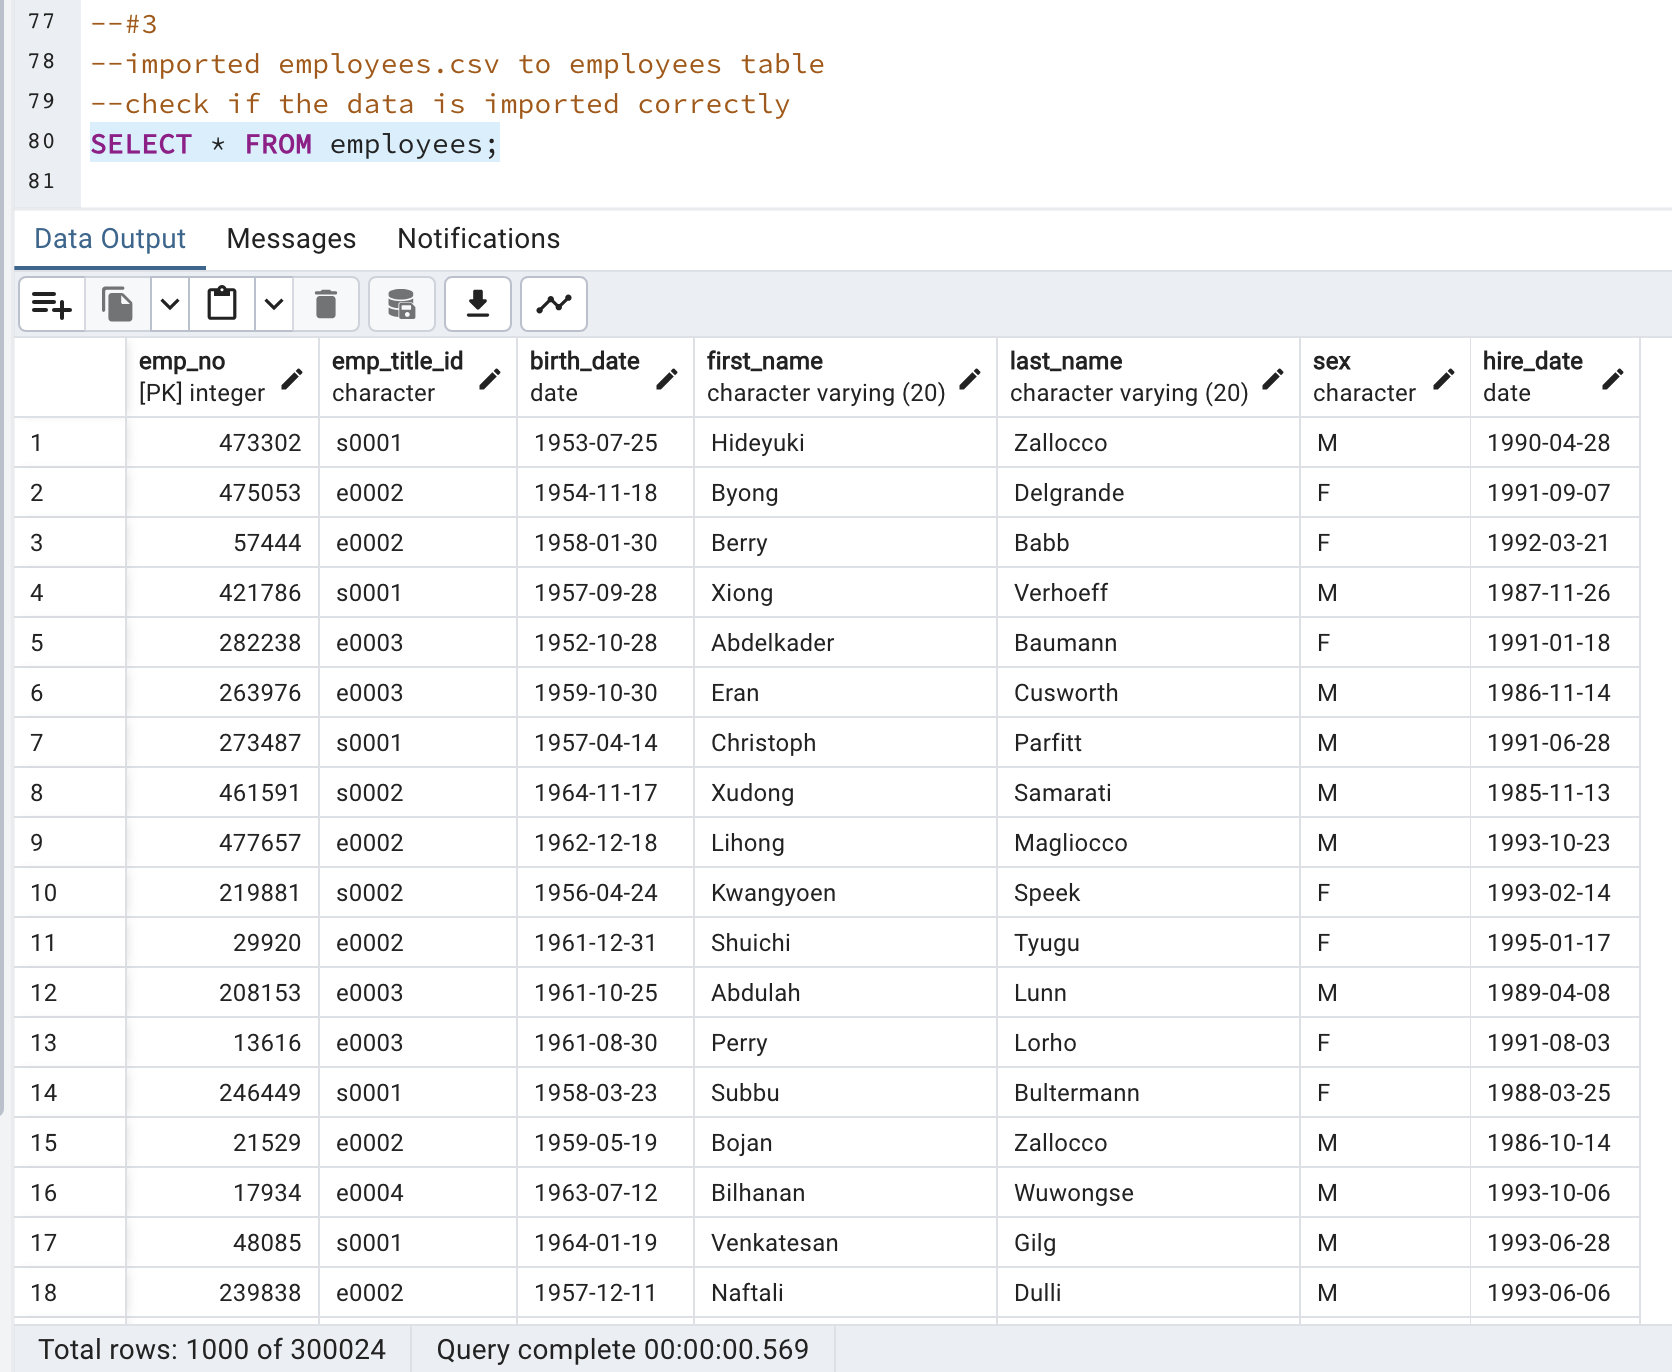 77 --#3
78 --imported employees.csv to employees table
79 --check if the data is imported correctly
80 SELECT * FROM employees;
81
Data Output Messages Notifications
emp_no emp_title_id birth_date first_name last_name sex hire_date
[PK] integer character date character varying (20) character varying (20) character date
1 473302 s0001 1953-07-25 Hideyuki Zallocco M 1990-04-28
2 475053 e0002 1954-11-18 Byong Delgrande F 1991-09-07
3 57444 e0002 1958-01-30 Berry Babb F 1992-03-21
4 421786 s0001 1957-09-28 Xiong Verhoeff M 1987-11-26
5 282238 e0003 1952-10-28 Abdelkader Baumann F 1991-01-18
6 263976 e0003 1959-10-30 Eran Cusworth M 1986-11-14
7 273487 s0001 1957-04-14 Christoph Parfitt M 1991-06-28
8 461591 s0002 1964-11-17 Xudong Samarati M 1985-11-13
9 477657 e0002 1962-12-18 Lihong Magliocco M 1993-10-23
10 219881 s0002 1956-04-24 Kwangyoen Speek F 1993-02-14
11 29920 e0002 1961-12-31 Shuichi Tyugu F 1995-01-17
12 208153 e0003 1961-10-25 Abdulah Lunn M 1989-04-08
13 13616 e0003 1961-08-30 Perry Lorho F 1991-08-03
14 246449 s0001 1958-03-23 Subbu Bultermann F 1988-03-25
15 21529 e0002 1959-05-19 Bojan Zallocco M 1986-10-14
16 17934 e0004 1963-07-12 Bilhanan Wuwongse M 1993-10-06
17 48085 s0001 1964-01-19 Venkatesan Gilg M 1993-06-28
18 239838 e0002 1957-12-11 Naftali Dulli M 1993-06-06
Total rows: 1000 of 300024 Query complete 00:00:00.569